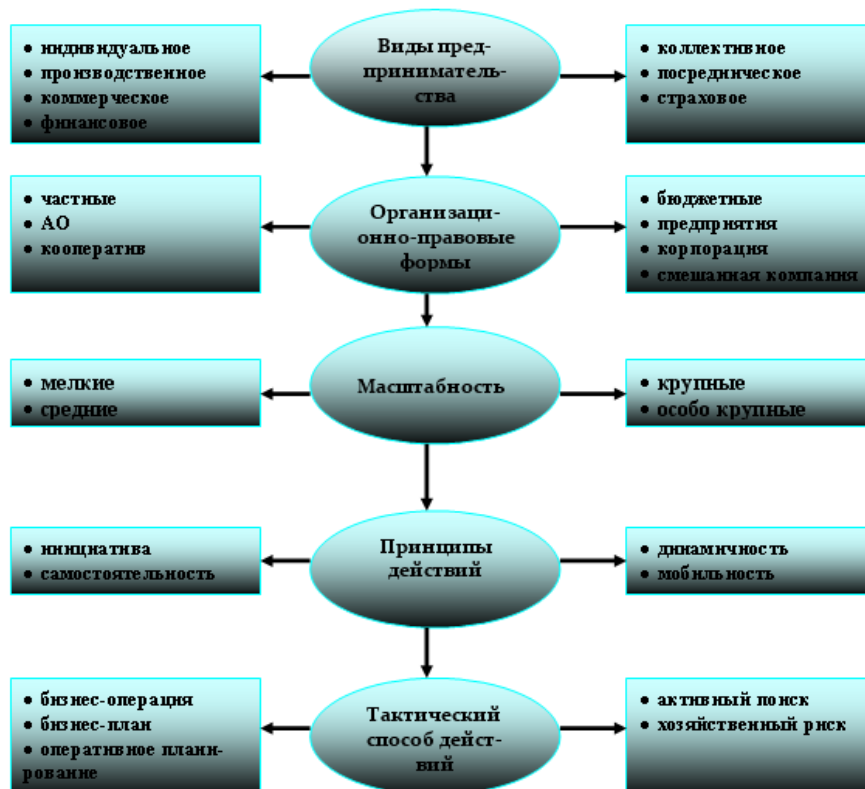 ● индивидуальное
● производственное
● коммерческое
● финансовое
Виды пред-
приниматель-
ства
● коллективное
● посредническое
● страховое
● частные
● АО
● кооператив
Организаци-
онно-правовые
формы
● бюджетные
● предприятия
● корпорация
● смешанная компания
● мелкие
● средние
Масштабность
● крупные
● особо крупные
● инициатива
● самостоятельность
Принципы
действий
● динамичность
● мобильность
● бизнес-операция
● бизнес-план
● оперативное плани-
рование
Тактический
способ дейст-
вий
● активный поиск
● хозяйственный риск